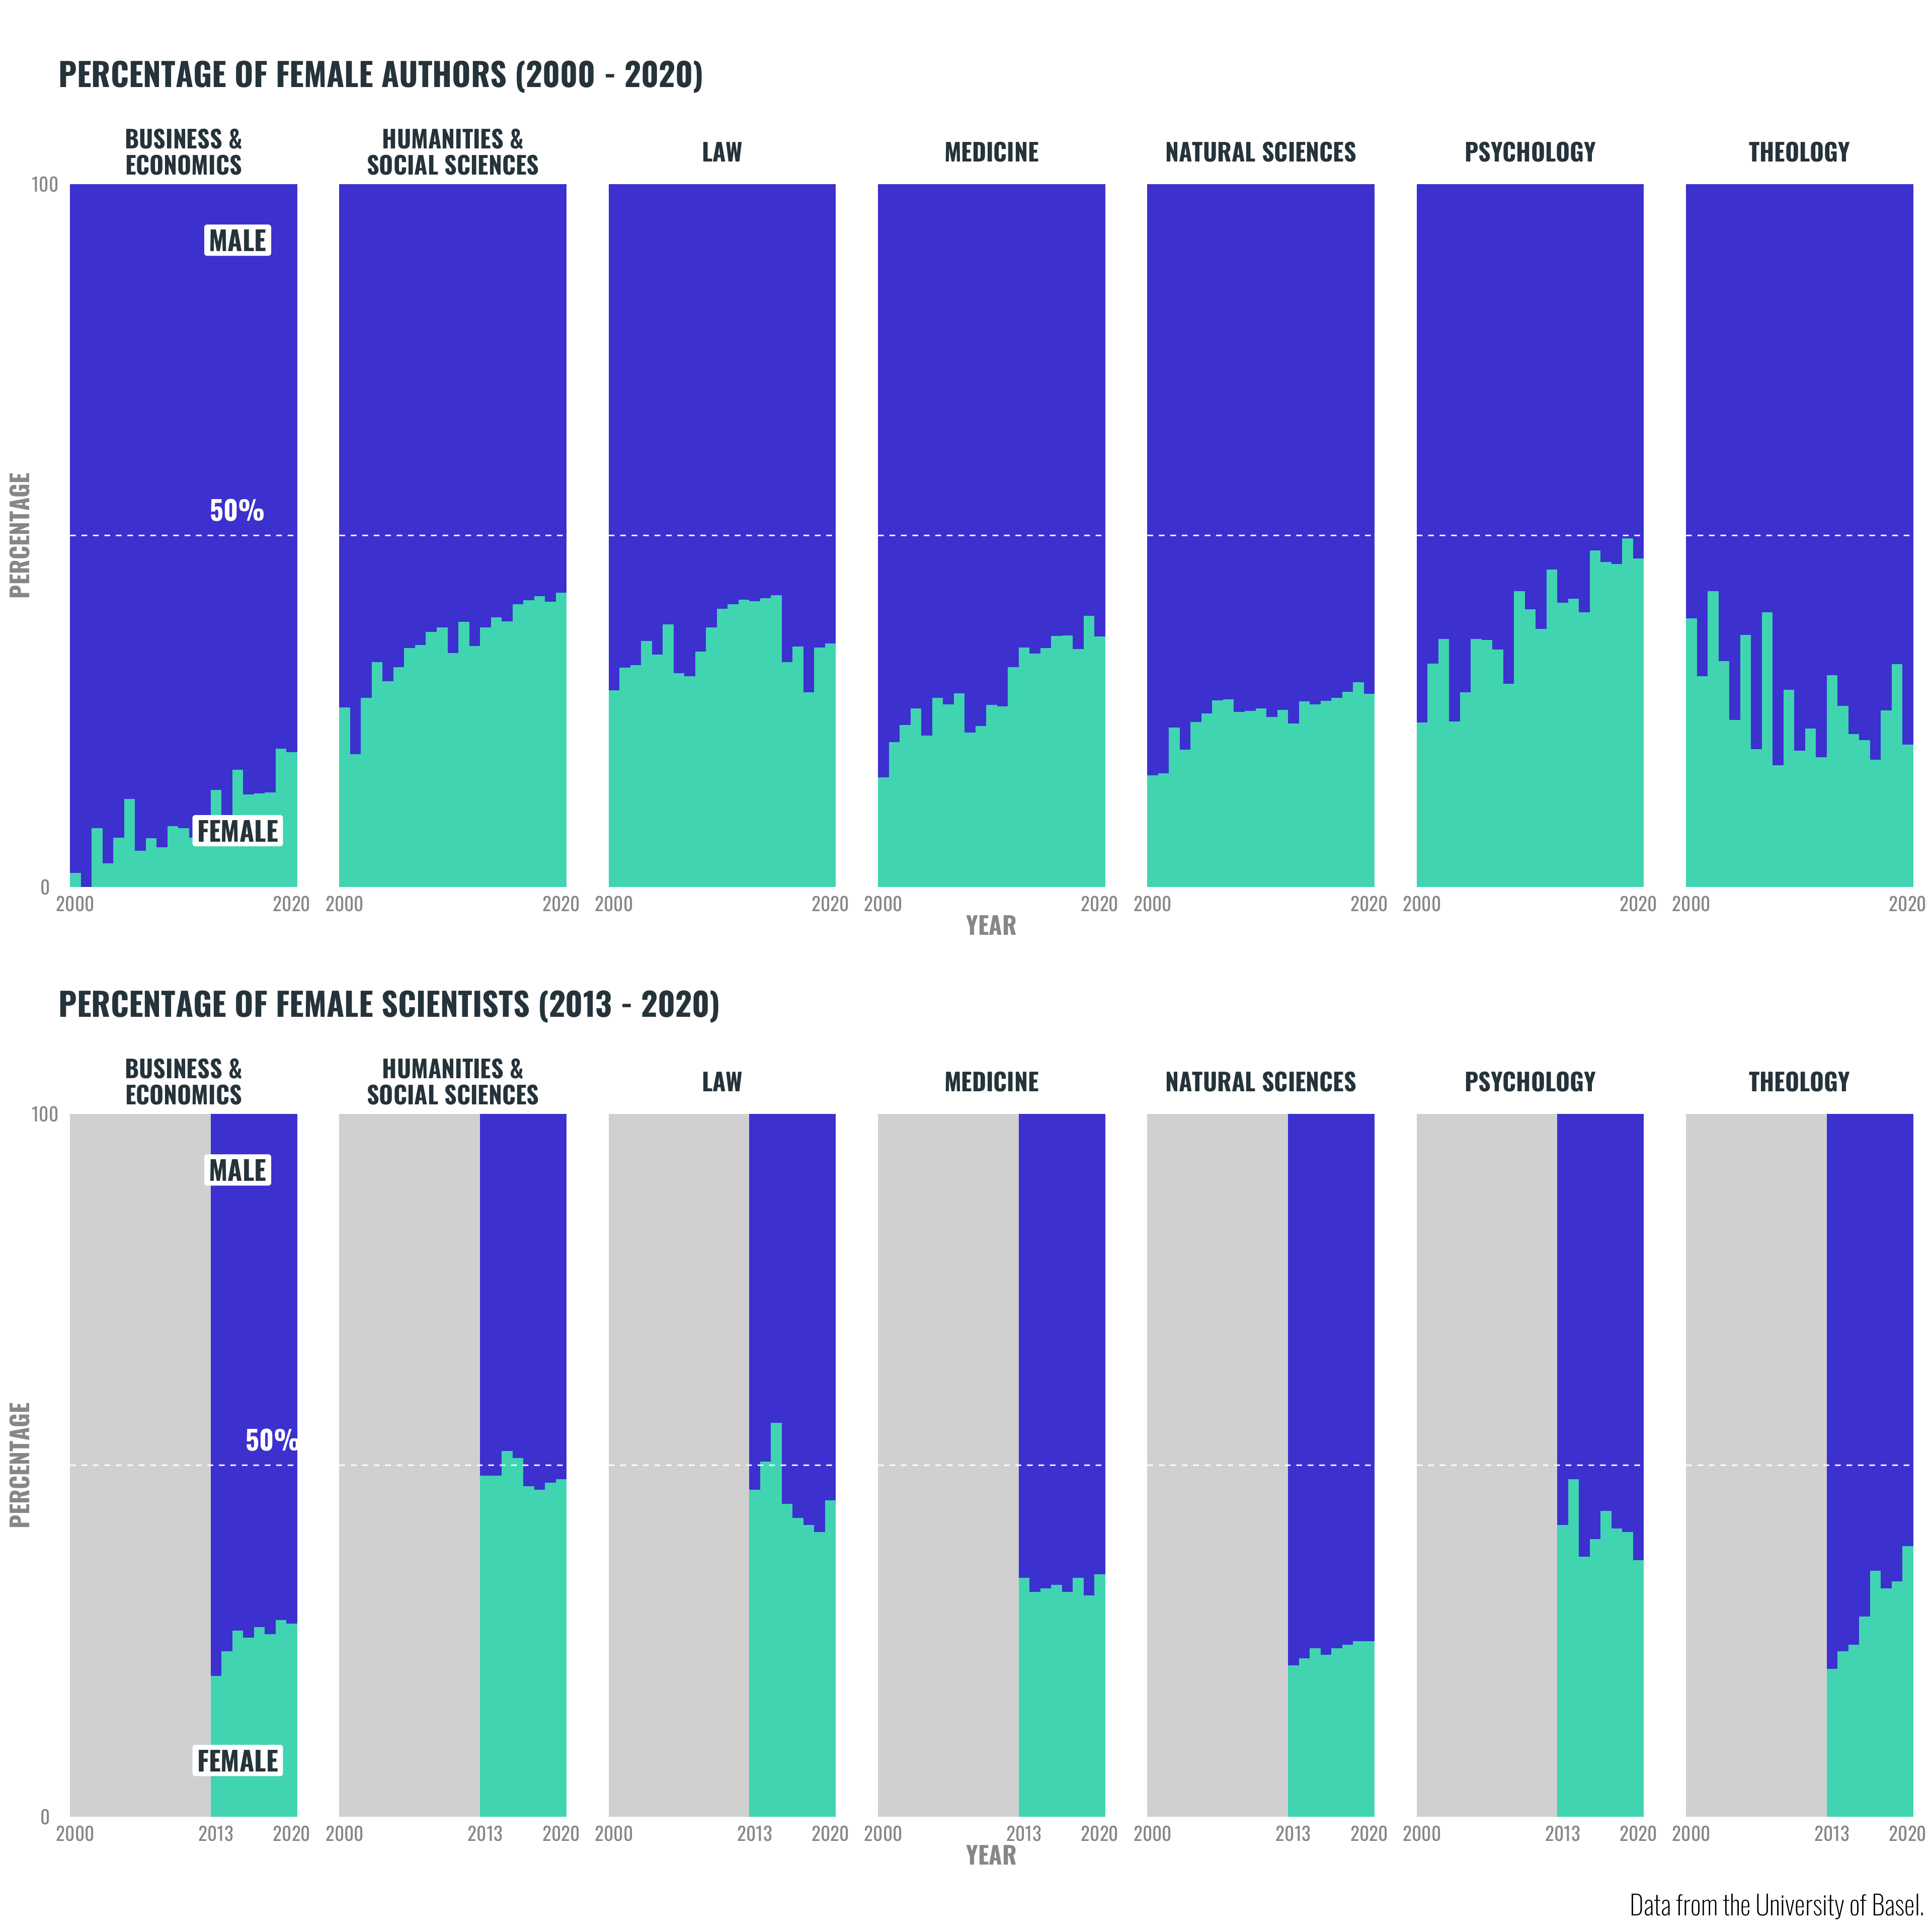 PERCENTAGE OF FEMALE AUTHORS (2000 - 2020)
BUSINESS &
ECONOMICS
HUMANITIES &
SOCIAL SCIENCES
LAW
MEDICINE
NATURAL SCIENCES
PSYCHOLOGY
THEOLOGY
100
MALE
50%
PERCENTAGE
FEMALE
0
2000 2020 2000 2020 2000 2020 2000 2020 2000 2020 2000 2020 2000 2020
YEAR
PERCENTAGE OF FEMALE SCIENTISTS (2013 - 2020)
BUSINESS &
ECONOMICS
HUMANITIES &
SOCIAL SCIENCES
LAW
MEDICINE
NATURAL SCIENCES
PSYCHOLOGY
THEOLOGY
100
MALE
50%
PERCENTAGE
FEMALE
0
2000 2013 2020 2000 2013 2020 2000 2013 2020 2000 2013 2020 2000 2013 2020 2000 2013 2020 2000 2013 2020
YEAR
Data from the University of Basel.